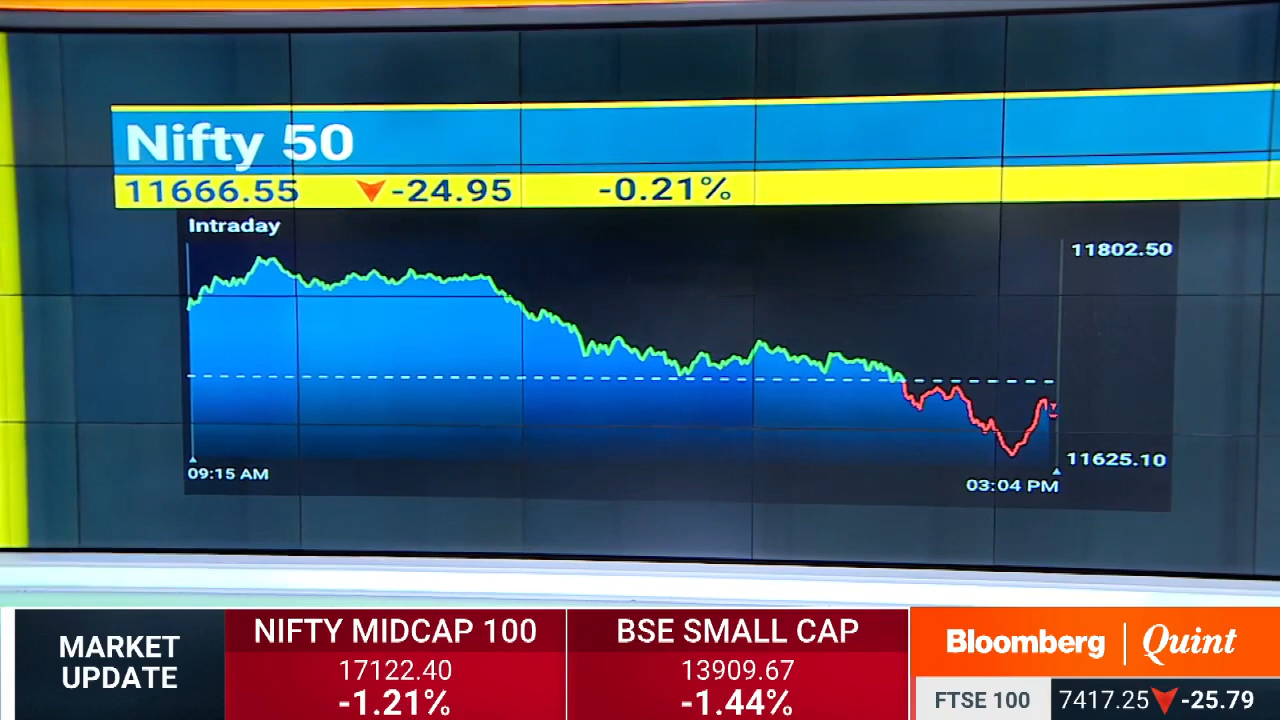 Nifty 50
11666.55 -24.95 -0.21%
Intraday
11802.50
11625.10
09:15 AM
03:04 PM
MARKET UPDATE
NIFTY MIDCAP 100
17122.40
-1.21%
BSE SMALL CAP
13909.67
-1.44%
Bloomberg | Quint
FTSE 100 7417.25 -25.79